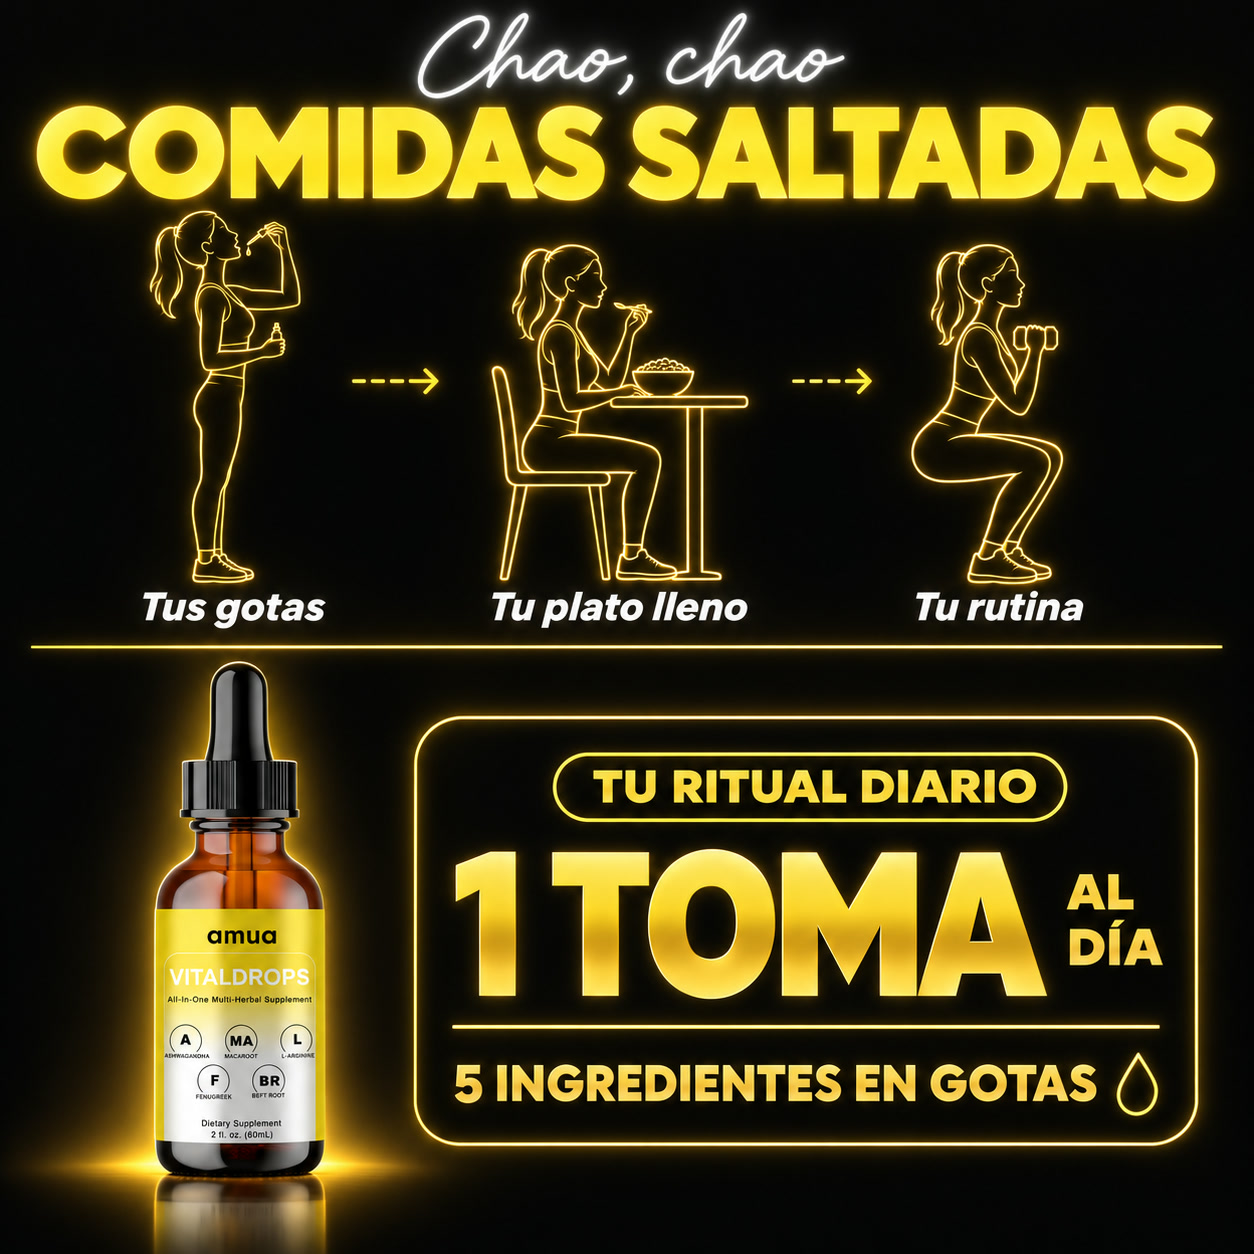 Chao, chao
COMIDAS SALTADAS
Tus gotas
Tu plato lleno
Tu rutina
TU RITUAL DIARIO
1 TOMA
AL
DÍA
5 INGREDIENTES EN GOTAS
amua
VITALDROPS
All-In-One Multi-Herbal Supplement
A
MA
L
ASHWAGANDHA
MACAROOT
L-ARGININE
F
BR
FENUGREEK
BEET ROOT
Dietary Supplement
2 fl. oz. (60mL)